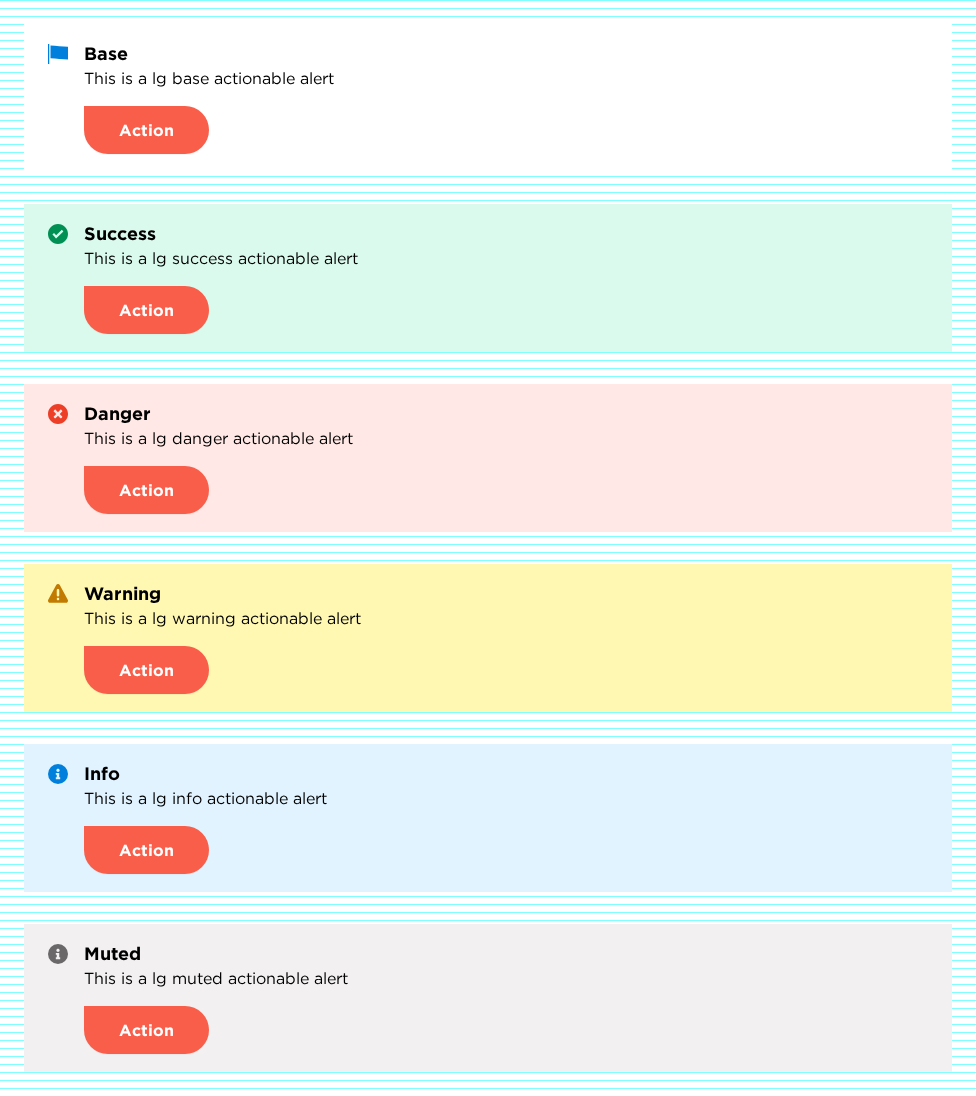 Base
This is a lg base actionable alert
Action
Success
This is a lg success actionable alert
Action
Danger
This is a lg danger actionable alert
Action
Warning
This is a lg warning actionable alert
Action
Info
This is a lg info actionable alert
Action
Muted
This is a lg muted actionable alert
Action